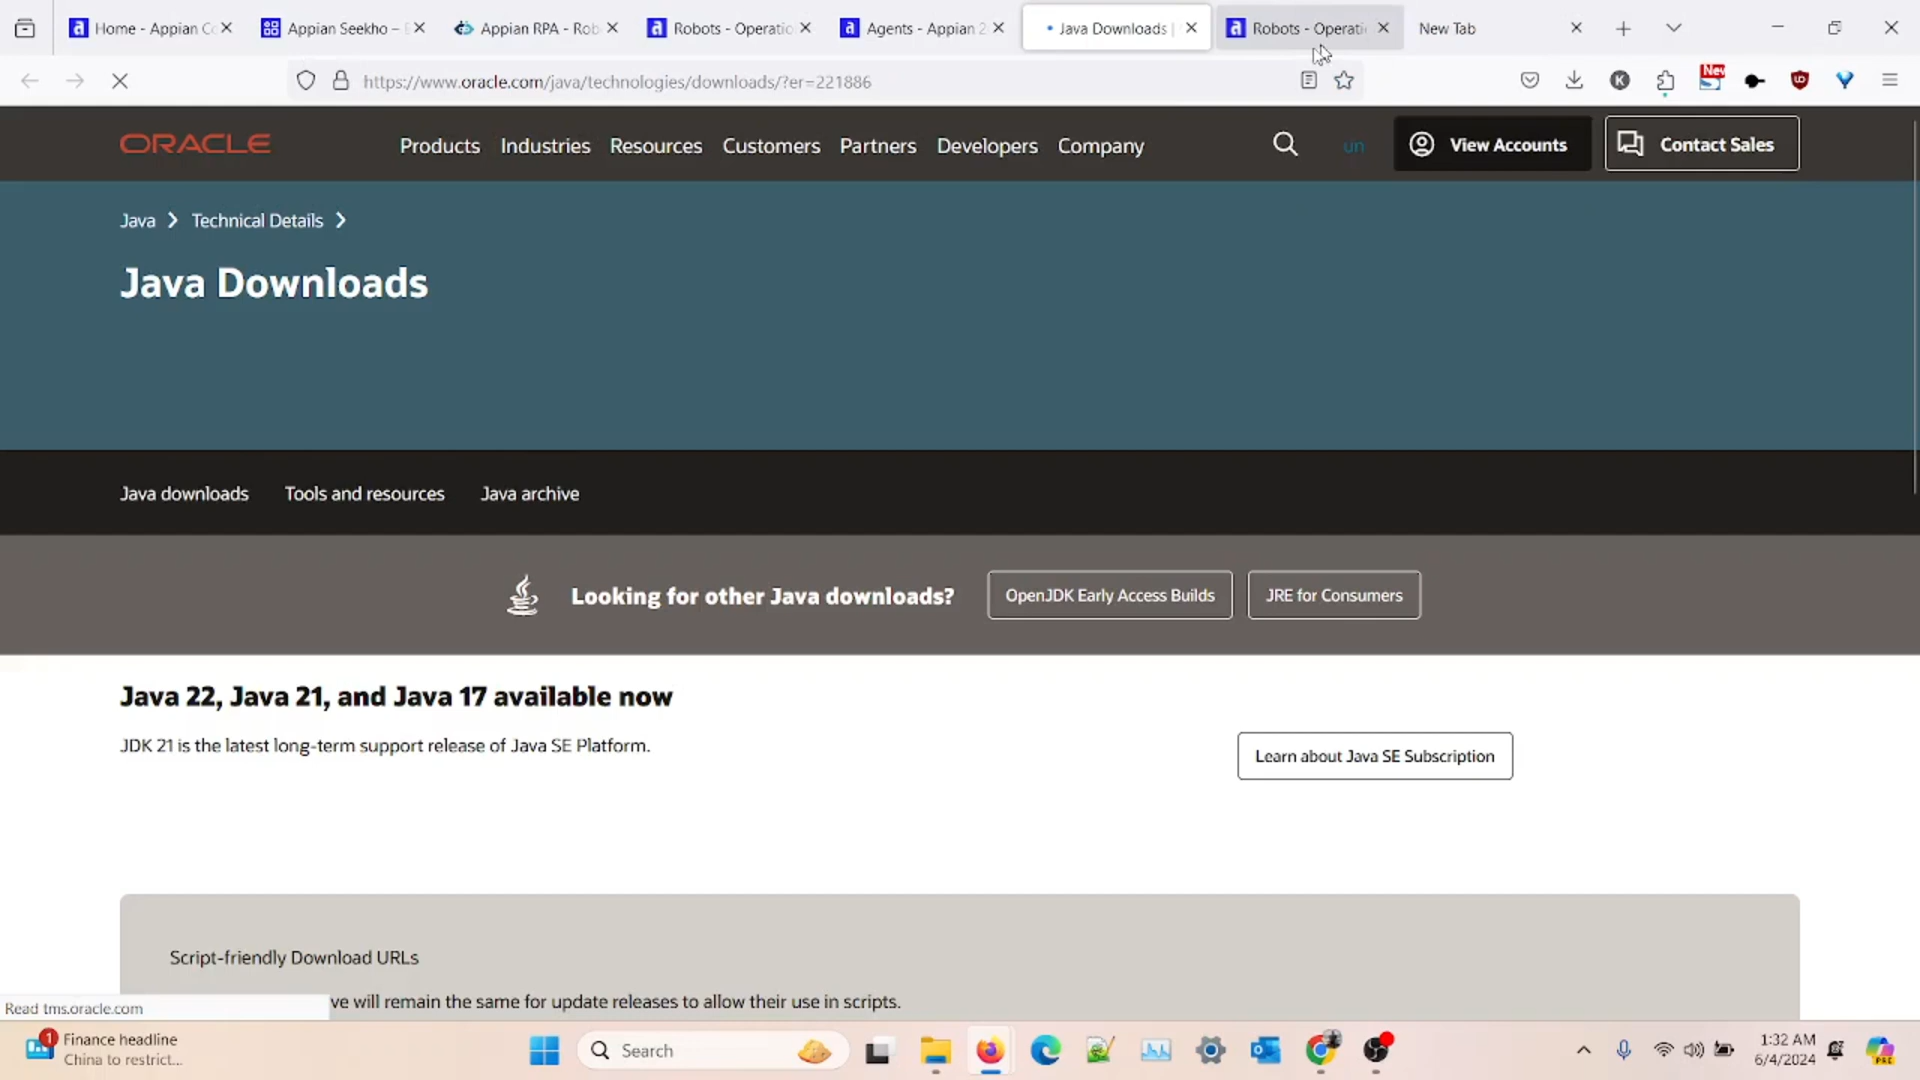 Home - Appian Co
Appian Seekho –
Appian RPA - Rob
Robots - Operatio
Agents - Appian 2
Java Downloads |
Robots - Operati
New Tab
https://www.oracle.com/java/technologies/downloads/?er=221886
New
ORACLE
Products
Industries
Resources
Customers
Partners
Developers
Company
un
View Accounts
Contact Sales
Java
Technical Details
Java Downloads
Java downloads
Tools and resources
Java archive
Looking for other Java downloads?
OpenJDK Early Access Builds
JRE for Consumers
Java 22, Java 21, and Java 17 available now
JDK 21 is the latest long-term support release of Java SE Platform.
Learn about Java SE Subscription
Script-friendly Download URLs
ve will remain the same for update releases to allow their use in scripts.
Read tms.oracle.com
1
Finance headline
China to restrict...
Search
1:32 AM
6/4/2024
PRE